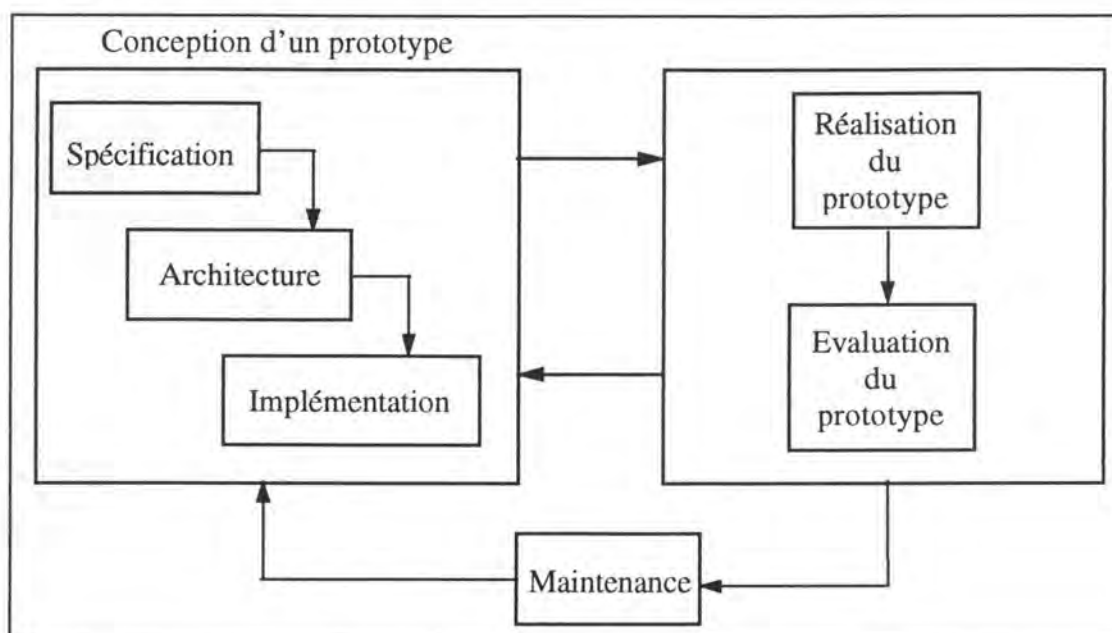 Conception d'un prototype
Spécification
Architecture
Implémentation
Réalisation
du
prototype
Evaluation
du
prototype
Maintenance